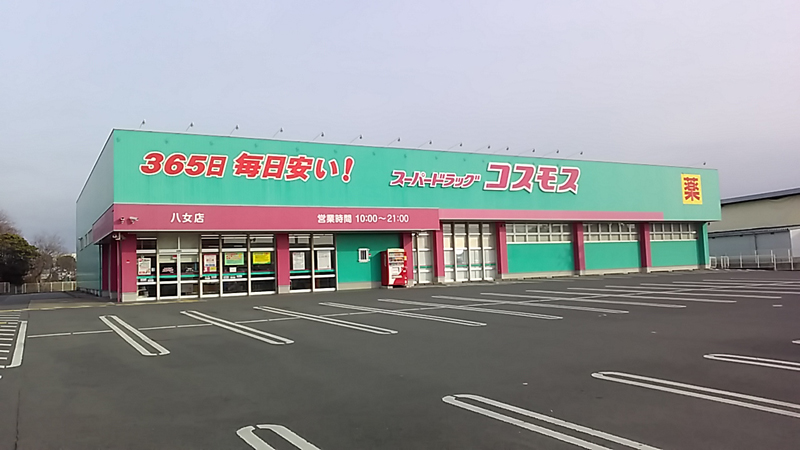 365日 毎日安い!
スーパードラッグ コスモス
薬
八女店
営業時間 10:00〜21:00